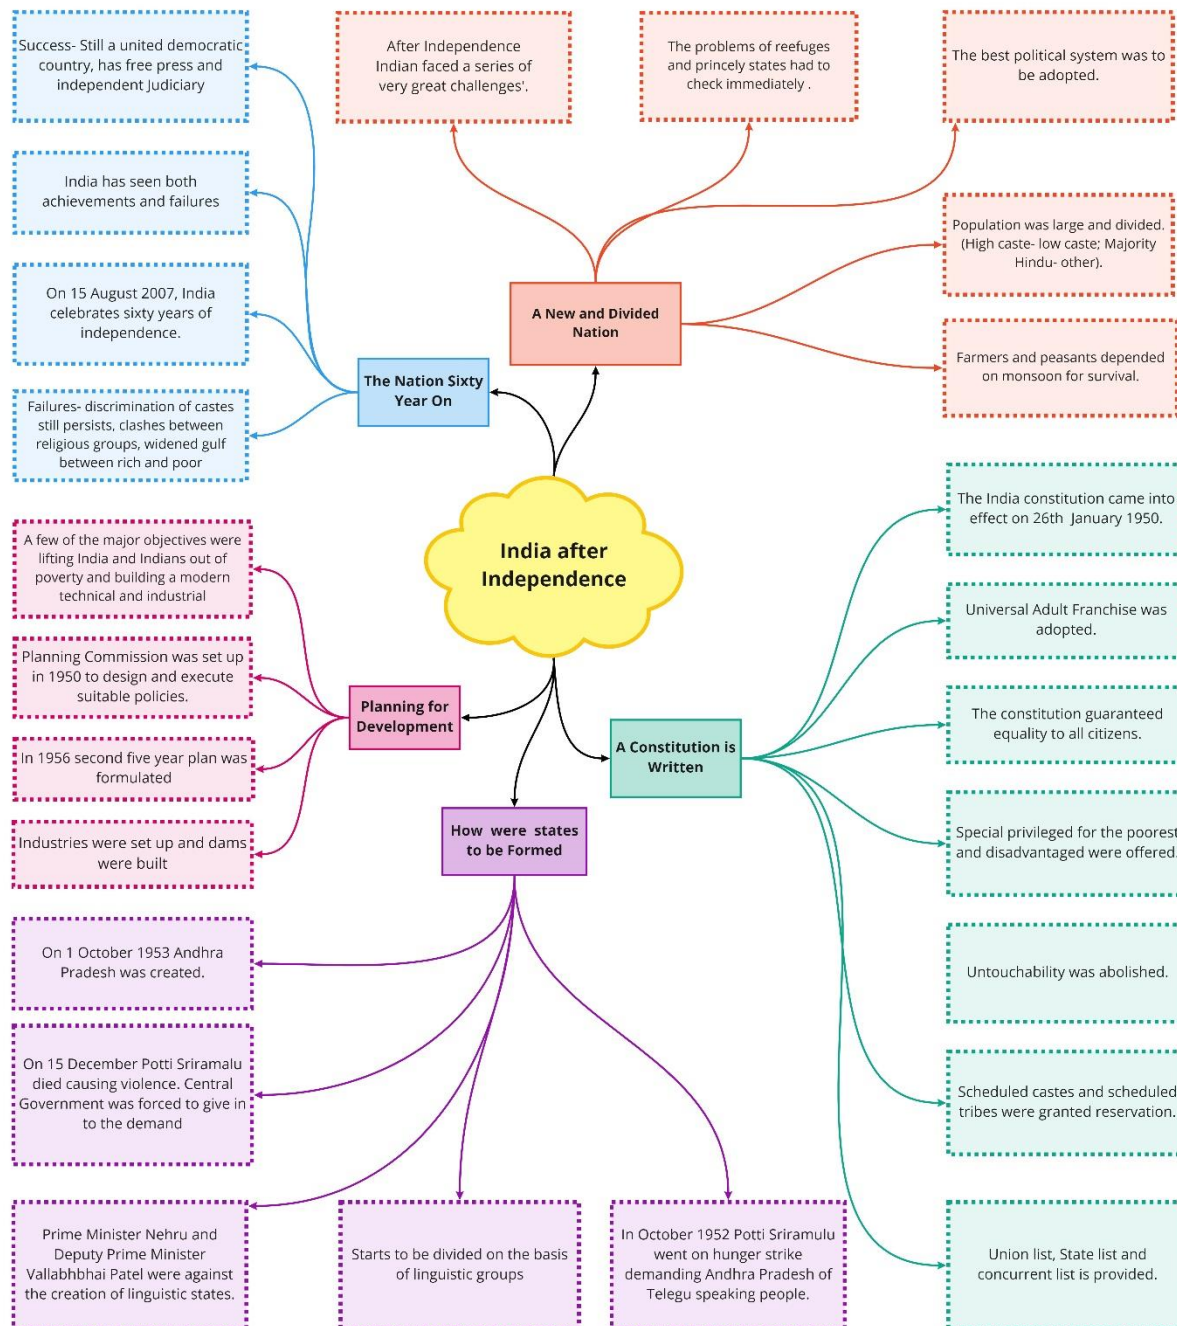 India after
Independence
The Nation Sixty
Year On
Success- Still a united democratic
country, has free press and
independent Judiciary
India has seen both
achievements and failures
On 15 August 2007, India
celebrates sixty years of
independence.
Failures- discrimination of castes
still persists, clashes between
religious groups, widened gulf
between rich and poor
A New and Divided
Nation
After Independence
Indian faced a series of
very great challenges'.
The problems of reefuges
and princely states had to
check immediately .
The best political system was to
be adopted.
Population was large and divided.
(High caste- low caste; Majority
Hindu- other).
Farmers and peasants depended
on monsoon for survival.
A Constitution is
Written
The India constitution came into
effect on 26th  January 1950.
Universal Adult Franchise was
adopted.
The constitution guaranteed
equality to all citizens.
Special privileged for the poorest
and disadvantaged were offered.
Untouchability was abolished.
Scheduled castes and scheduled
tribes were granted reservation.
Union list, State list and
concurrent list is provided.
Planning for
Development
A few of the major objectives were
lifting India and Indians out of
poverty and building a modern
technical and industrial
Planning Commission was set up
in 1950 to design and execute
suitable policies.
In 1956 second five year plan was
formulated
Industries were set up and dams
were built
How  were  states
to be Formed
On 1 October 1953 Andhra
Pradesh was created.
On 15 December Potti Sriramalu
died causing violence. Central
Government was forced to give in
to the demand
Prime Minister Nehru and
Deputy Prime Minister
Vallabhbhai Patel were against
the creation of linguistic states.
Starts to be divided on the basis
of linguistic groups
In October 1952 Potti Sriramulu
went on hunger strike
demanding Andhra Pradesh of
Telegu speaking people.